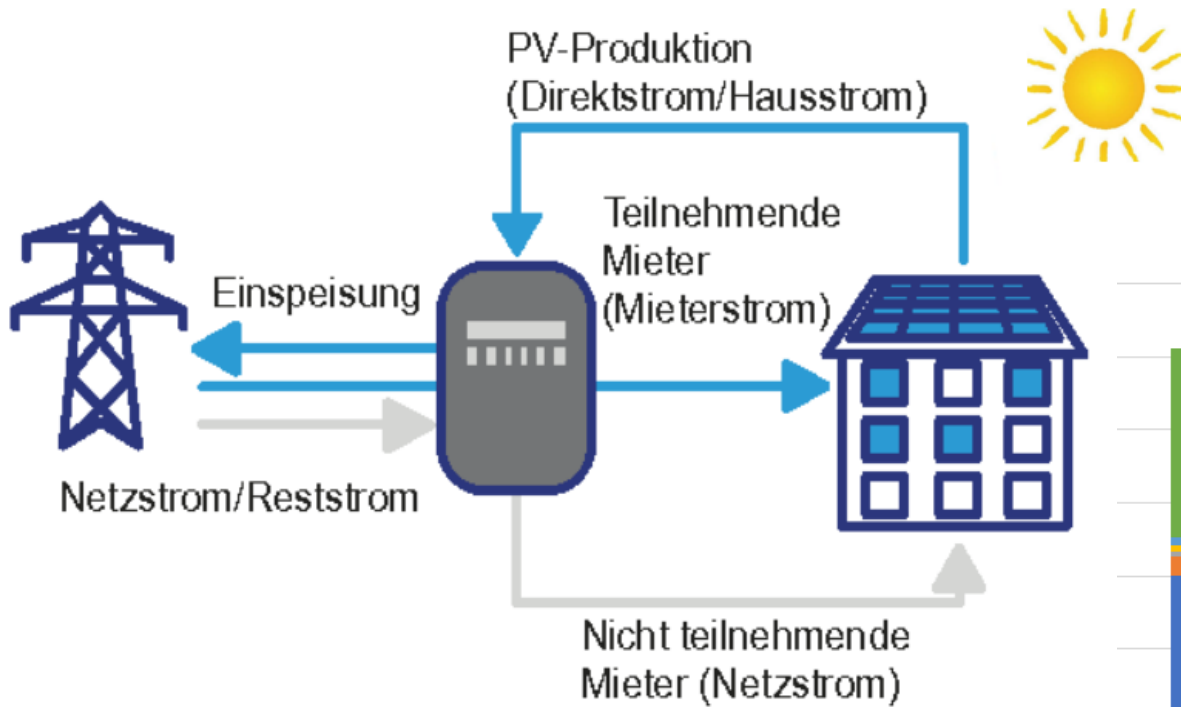 PV-Produktion
(Direktstrom/Hausstrom)
Teilnehmende
Mieter
(Mieterstrom)
Einspeisung
Netzstrom/Reststrom
Nicht teilnehmende
Mieter (Netzstrom)